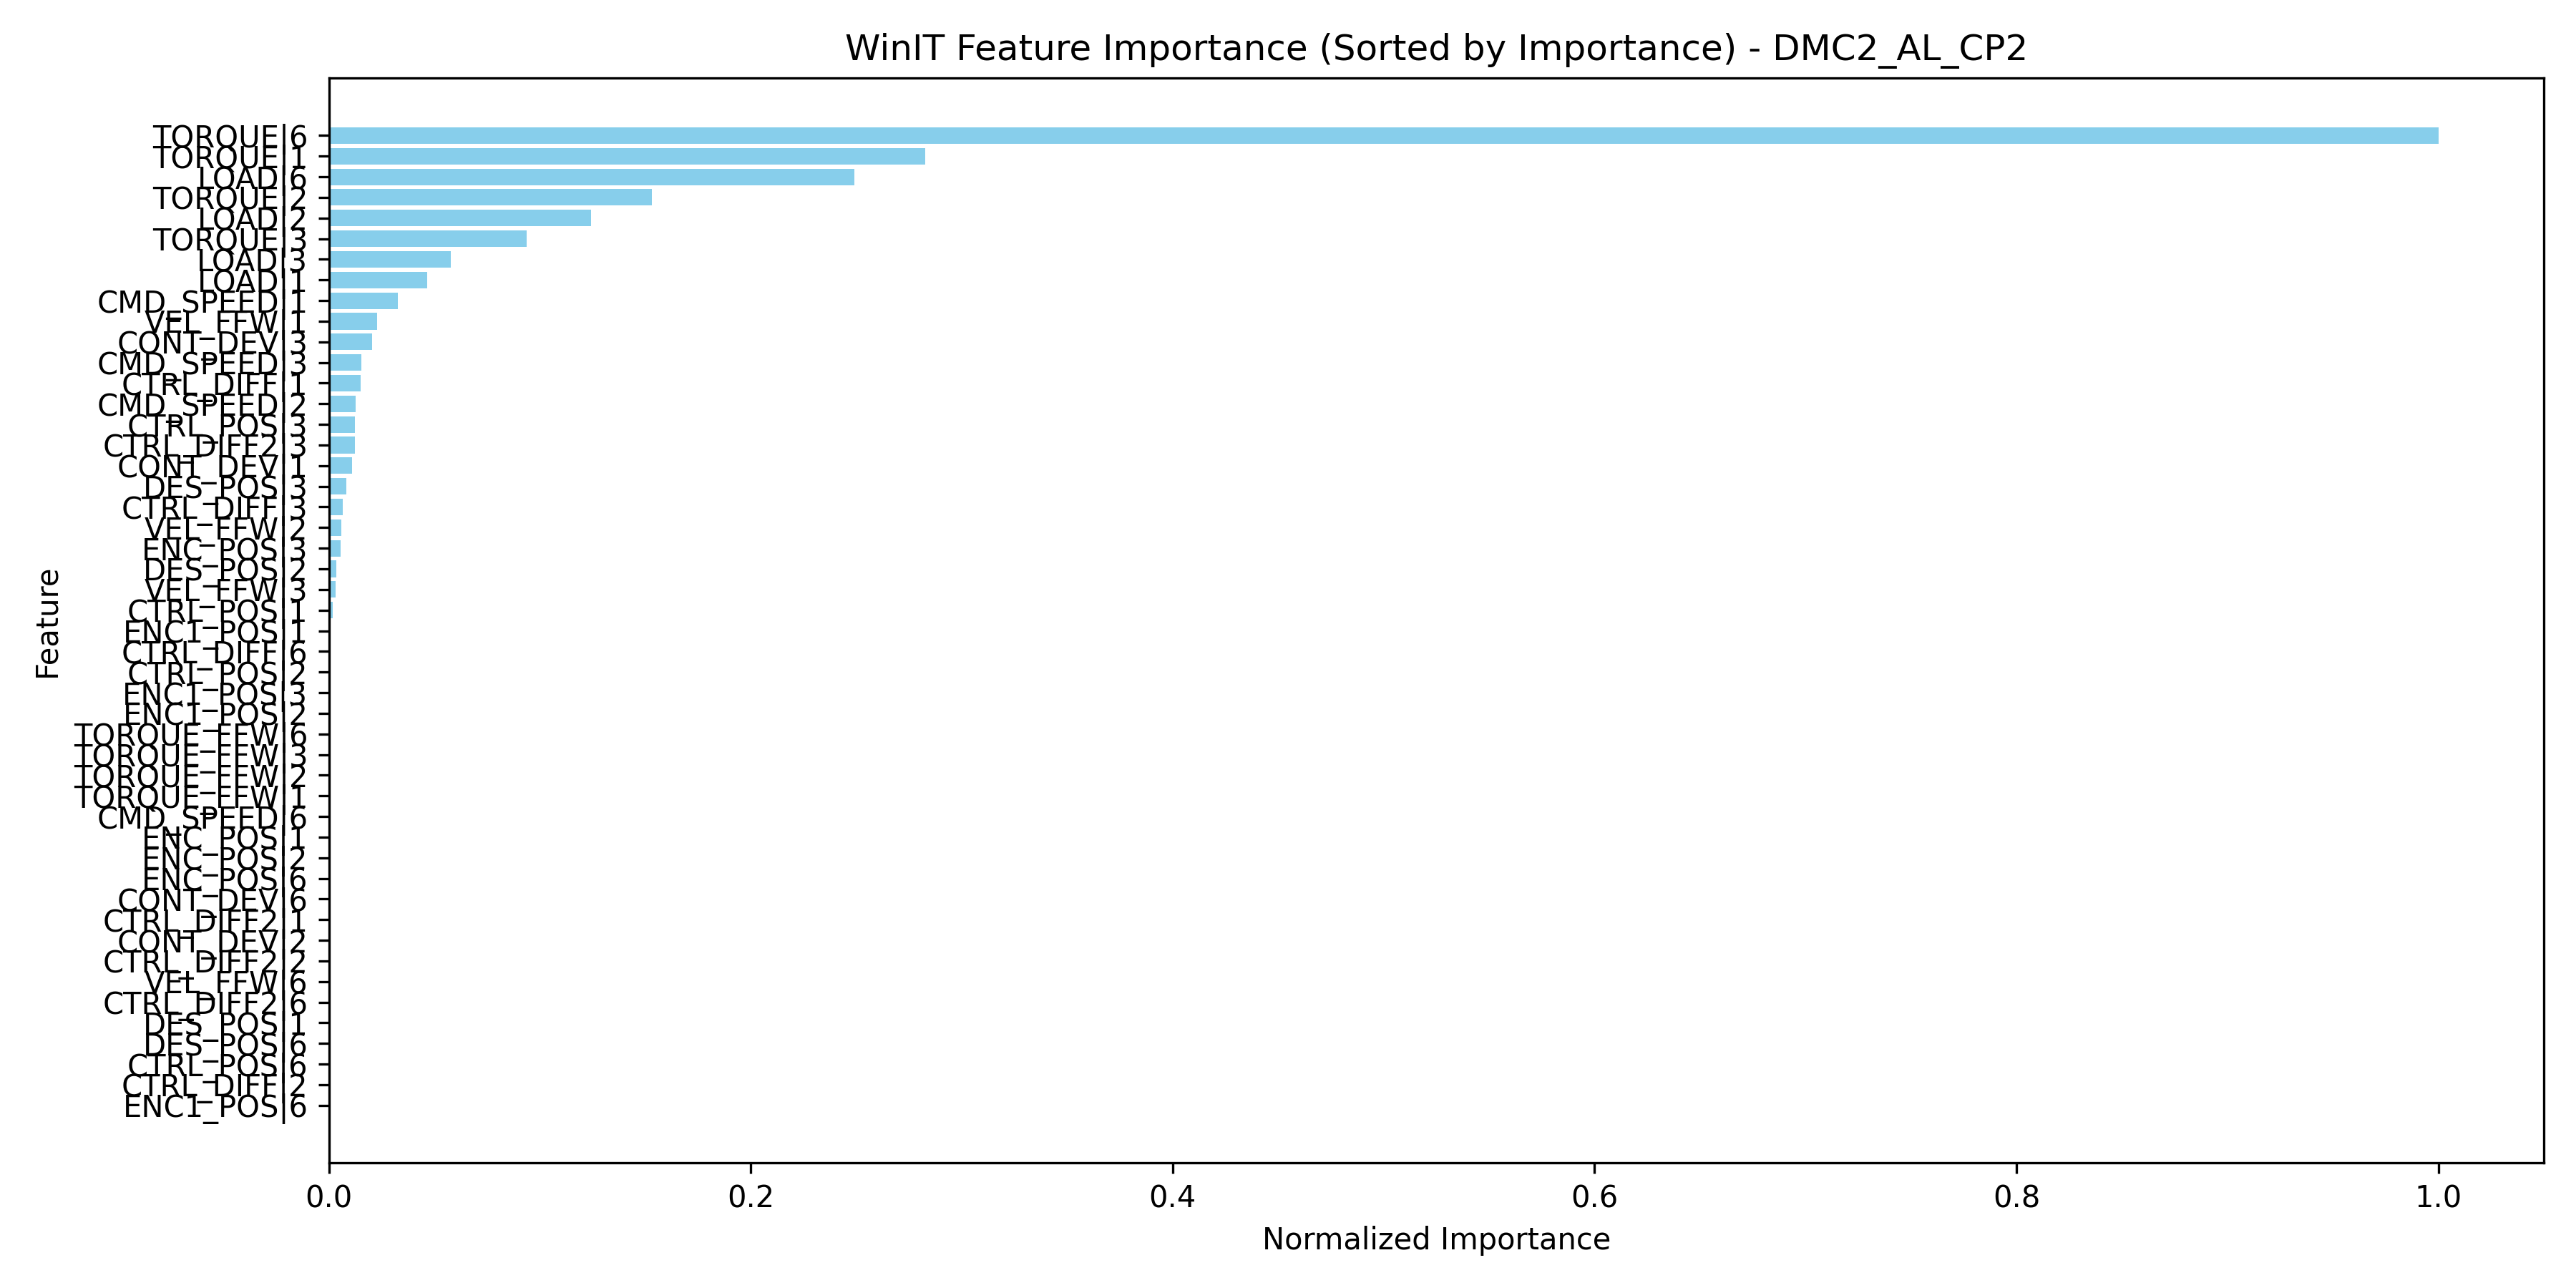 WinIT Feature Importance (Sorted by Importance) - DMC2_AL_CP2
TORQUE|6
TORQUE|1
LOAD|6
TORQUE|2
LOAD|2
TORQUE|3
LOAD|3
LOAD|1
CMD_SPEED|1
VEL_FFW|1
CONT_DEV|3
CMD_SPEED|3
CTRL_DIFF|1
CMD_SPEED|2
CTRL_POS|3
CTRL_DIFF2|3
CONT_DEV|1
DES_POS|3
CTRL_DIFF|3
VEL_FFW|2
ENC_POS|3
DES_POS|2
VEL_FFW|3
CTRL_POS|1
ENC1_POS|1
CTRL_DIFF|6
CTRL_POS|2
ENC1_POS|3
ENC1_POS|2
TORQUE_FFW|6
TORQUE_FFW|3
TORQUE_FFW|2
TORQUE_FFW|1
CMD_SPEED|6
ENC_POS|1
ENC_POS|2
ENC_POS|6
CONT_DEV|6
CTRL_DIFF2|1
CONT_DEV|2
CTRL_DIFF2|2
VEL_FFW|6
CTRL_DIFF2|6
DES_POS|1
DES_POS|6
CTRL_POS|6
CTRL_DIFF|2
ENC1_POS|6
Feature
0.0 0.2 0.4 0.6 0.8 1.0
Normalized Importance